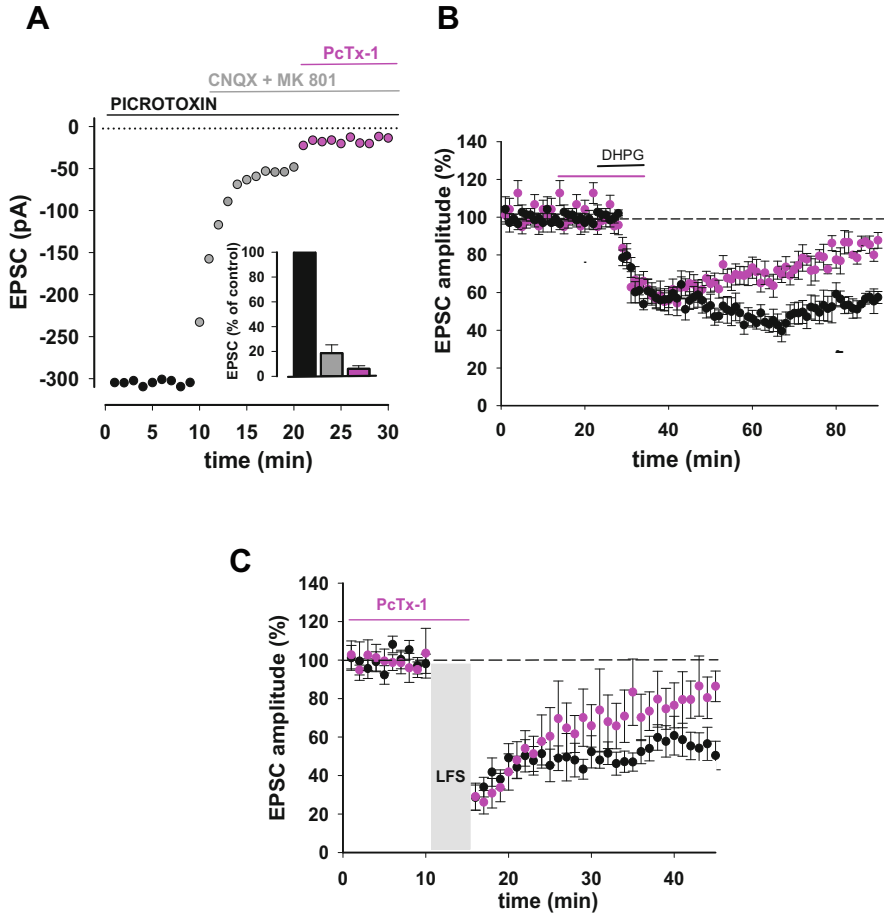 A
PcTx-1
CNQX + MK 801
PICROTOXIN
0
-50
-100
-150
-200
-250
-300
EPSC (pA)
100
80
60
40
20
0
EPSC (% of control)
0 5 10 15 20 25 30
time (min)
B
DHPG
140
120
100
80
60
40
20
0
EPSC amplitude (%)
0 20 40 60 80
time (min)
C
PcTx-1
140
120
100
80
60
40
20
0
EPSC amplitude (%)
LFS
0 10 20 30 40
time (min)